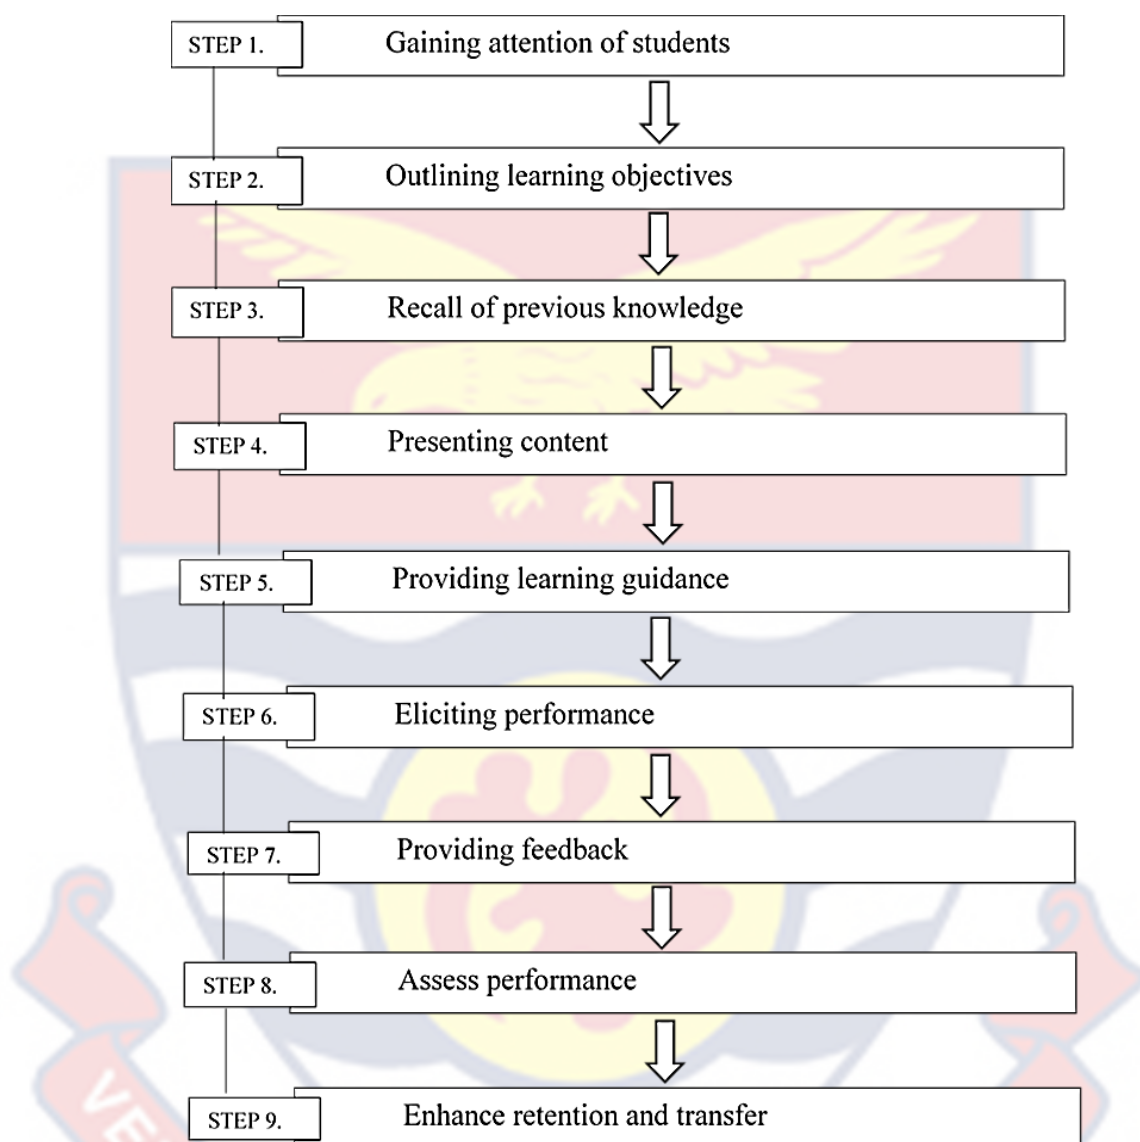 STEP 1. Gaining attention of students
STEP 2. Outlining learning objectives
STEP 3. Recall of previous knowledge
STEP 4. Presenting content
STEP 5. Providing learning guidance
STEP 6. Eliciting performance
STEP 7. Providing feedback
STEP 8. Assess performance
STEP 9. Enhance retention and transfer